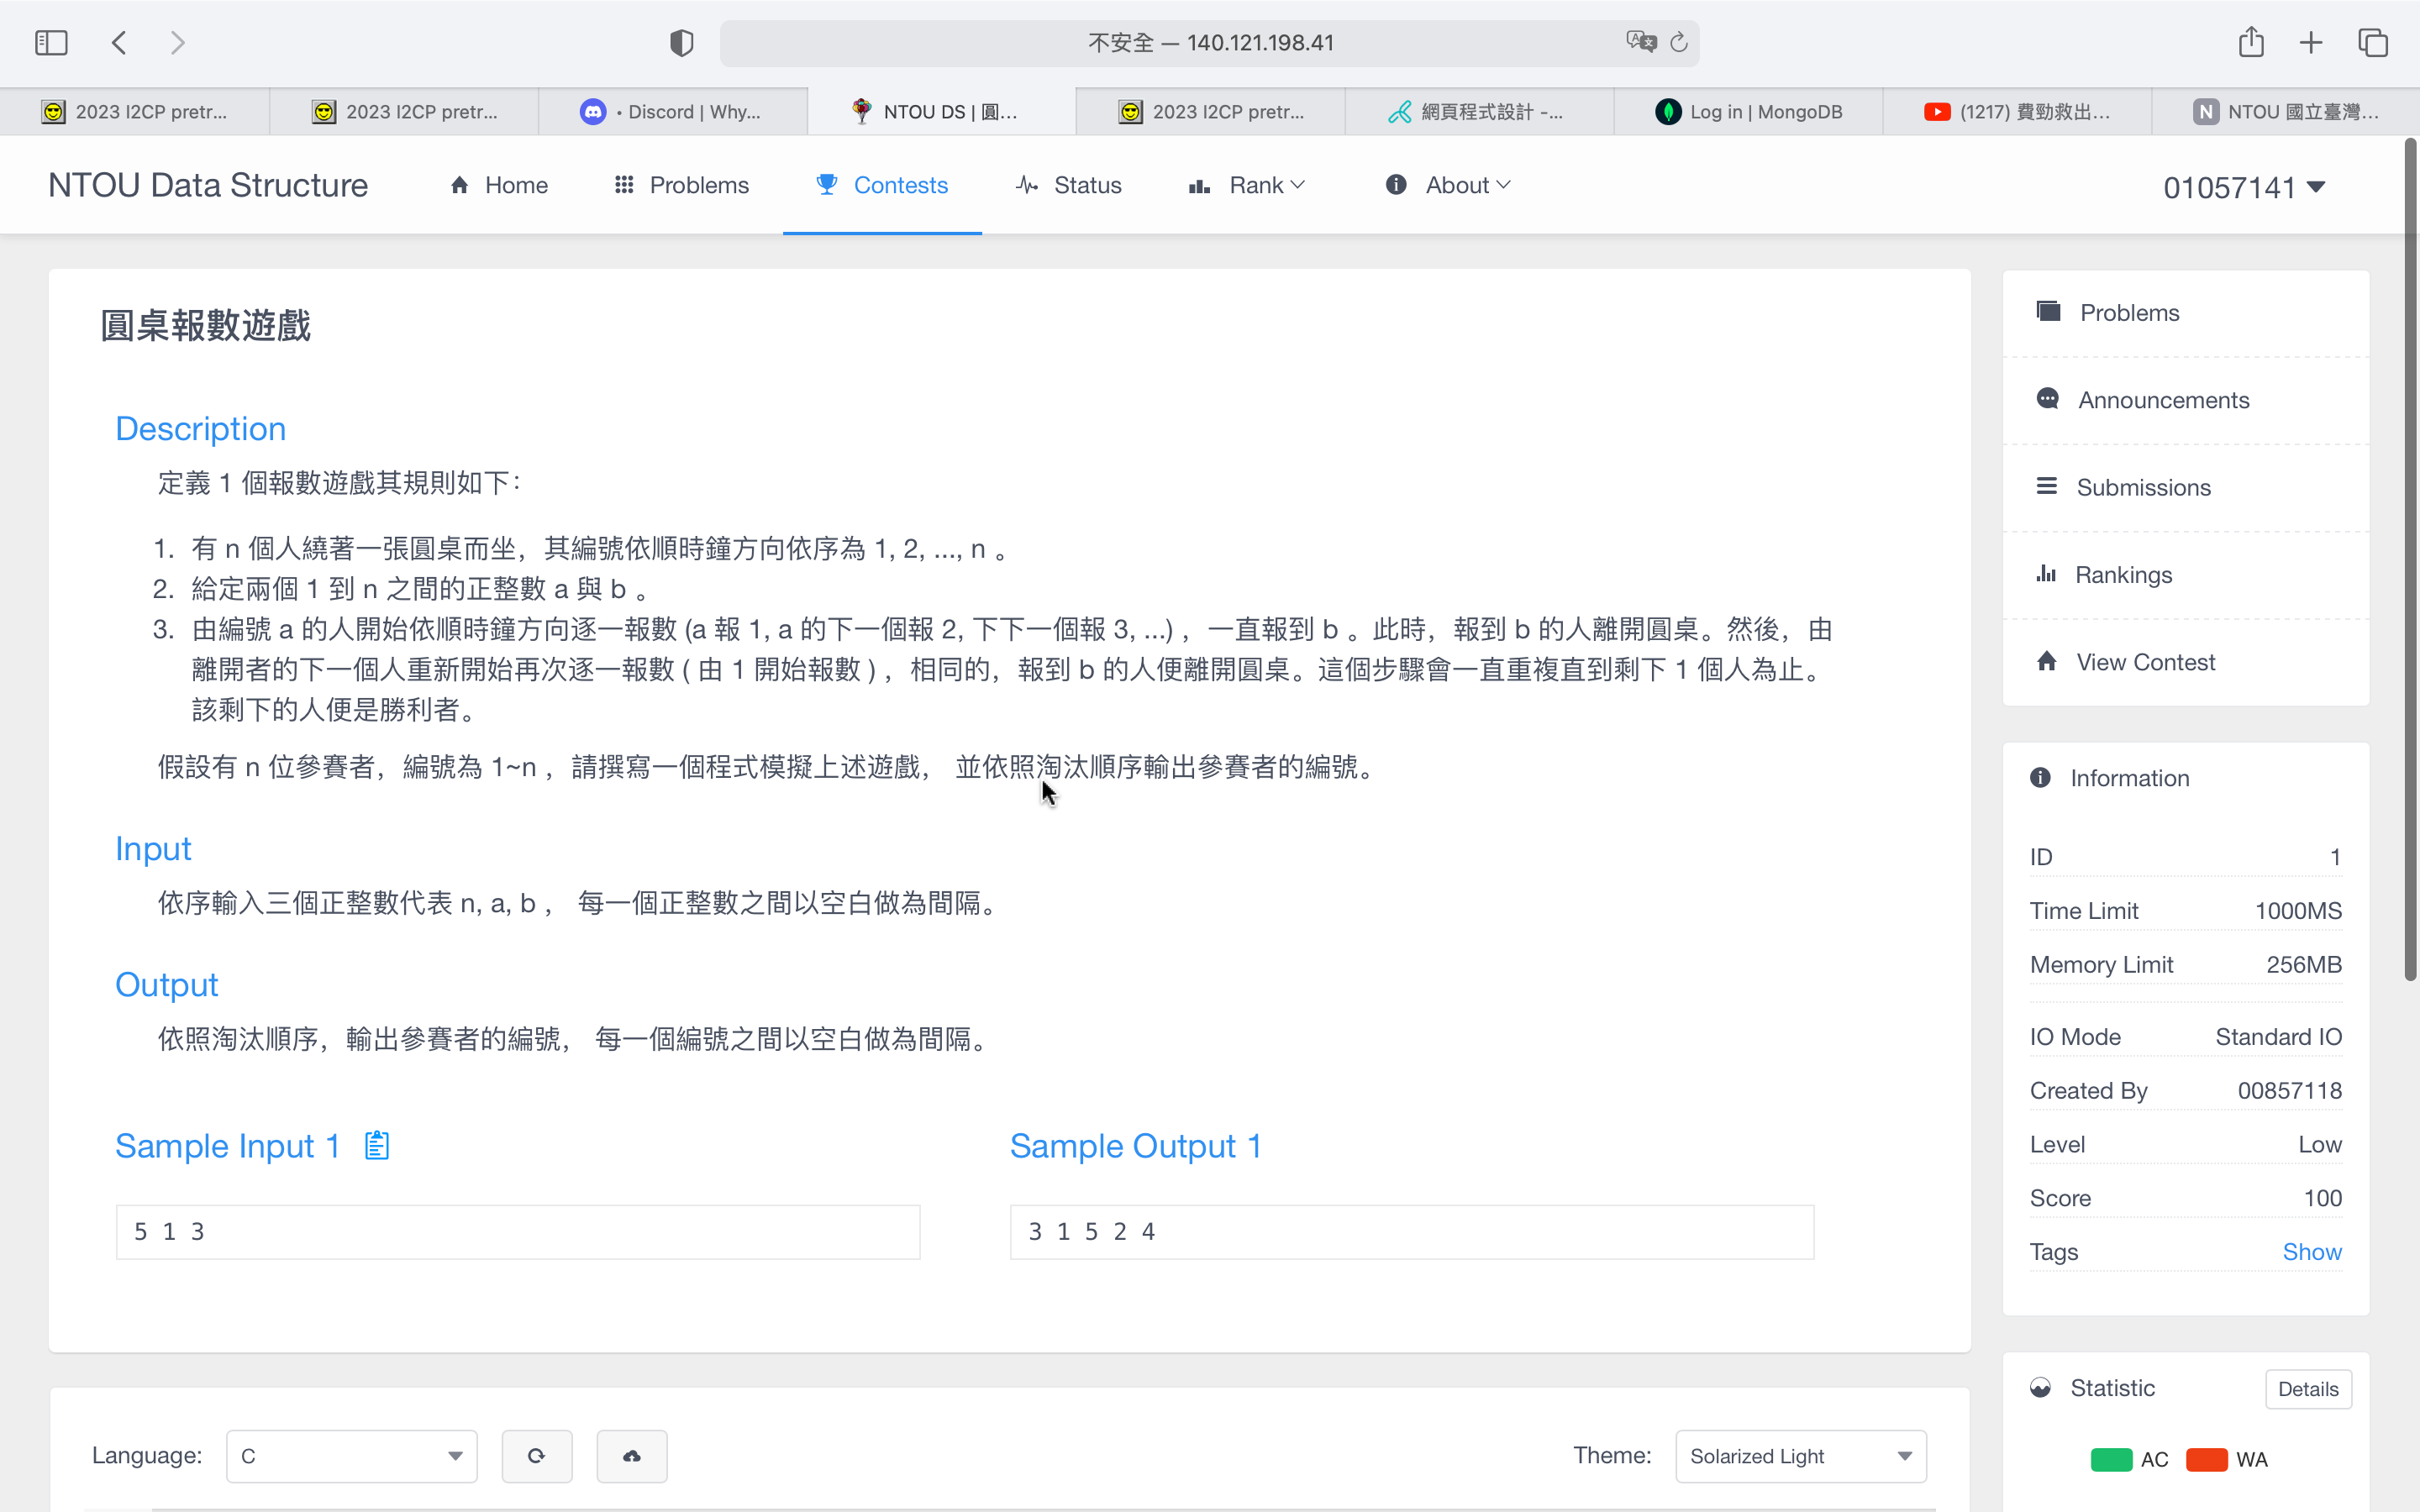 不安全 — 140.121.198.41
2023 I2CP pretr...
2023 I2CP pretr...
• Discord | Why...
NTOU DS | 圓...
2023 I2CP pretr...
網頁程式設計 -...
Log in | MongoDB
(1217) 費勁救出...
N NTOU 國立臺灣...
NTOU Data Structure
Home
Problems
Contests
Status
Rank
About
01057141
圓桌報數遊戲
Description
定義 1 個報數遊戲其規則如下：
1. 有 n 個人繞著一張圓桌而坐，其編號依順時鐘方向依序為 1, 2, ..., n 。
2. 給定兩個 1 到 n 之間的正整數 a 與 b 。
3. 由編號 a 的人開始依順時鐘方向逐一報數 (a 報 1, a 的下一個報 2, 下下一個報 3, ...) ，一直報到 b 。此時，報到 b 的人離開圓桌。然後，由
離開者的下一個人重新開始再次逐一報數 ( 由 1 開始報數 ) ，相同的，報到 b 的人便離開圓桌。這個步驟會一直重複直到剩下 1 個人為止。
該剩下的人便是勝利者。
假設有 n 位參賽者，編號為 1~n ，請撰寫一個程式模擬上述遊戲， 並依照淘汰順序輸出參賽者的編號。
Input
依序輸入三個正整數代表 n, a, b ， 每一個正整數之間以空白做為間隔。
Output
依照淘汰順序，輸出參賽者的編號， 每一個編號之間以空白做為間隔。
Sample Input 1
Sample Output 1
5 1 3
3 1 5 2 4
Language:
C
Theme:
Solarized Light
Problems
Announcements
Submissions
Rankings
View Contest
Information
ID 1
Time Limit 1000MS
Memory Limit 256MB
IO Mode Standard IO
Created By 00857118
Level Low
Score 100
Tags Show
Statistic
Details
AC
WA